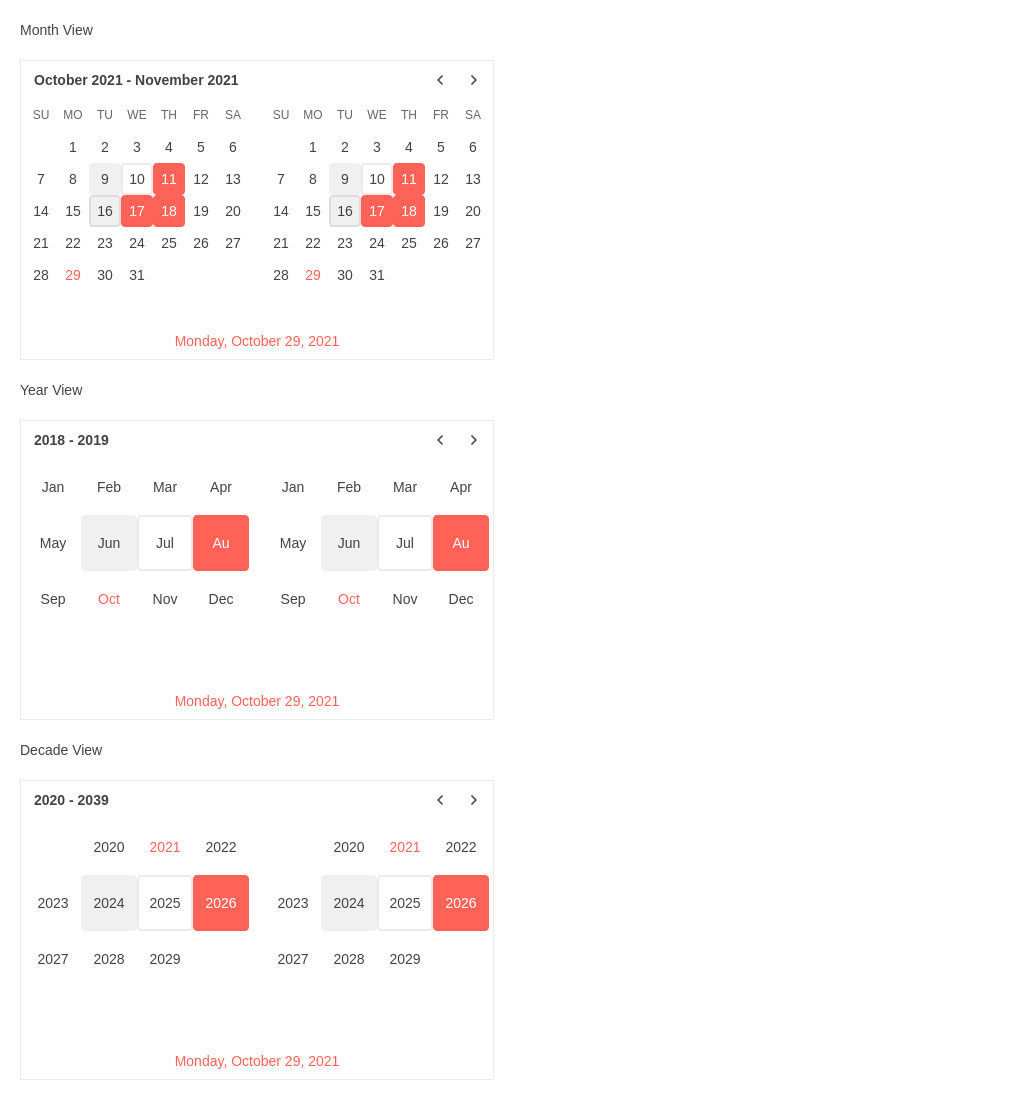 Month View
October 2021 - November 2021
SU MO TU WE TH FR SA SU MO TU WE TH FR SA
1 2 3 4 5 6 1 2 3 4 5 6
7 8 9 10 11 12 13 7 8 9 10 11 12 13
14 15 16 17 18 19 20 14 15 16 17 18 19 20
21 22 23 24 25 26 27 21 22 23 24 25 26 27
28 29 30 31 28 29 30 31
Monday, October 29, 2021
Year View
2018 - 2019
Jan Feb Mar Apr Jan Feb Mar Apr
May Jun Jul Au May Jun Jul Au
Sep Oct Nov Dec Sep Oct Nov Dec
Monday, October 29, 2021
Decade View
2020 - 2039
2020 2021 2022 2020 2021 2022
2023 2024 2025 2026 2023 2024 2025 2026
2027 2028 2029 2027 2028 2029
Monday, October 29, 2021